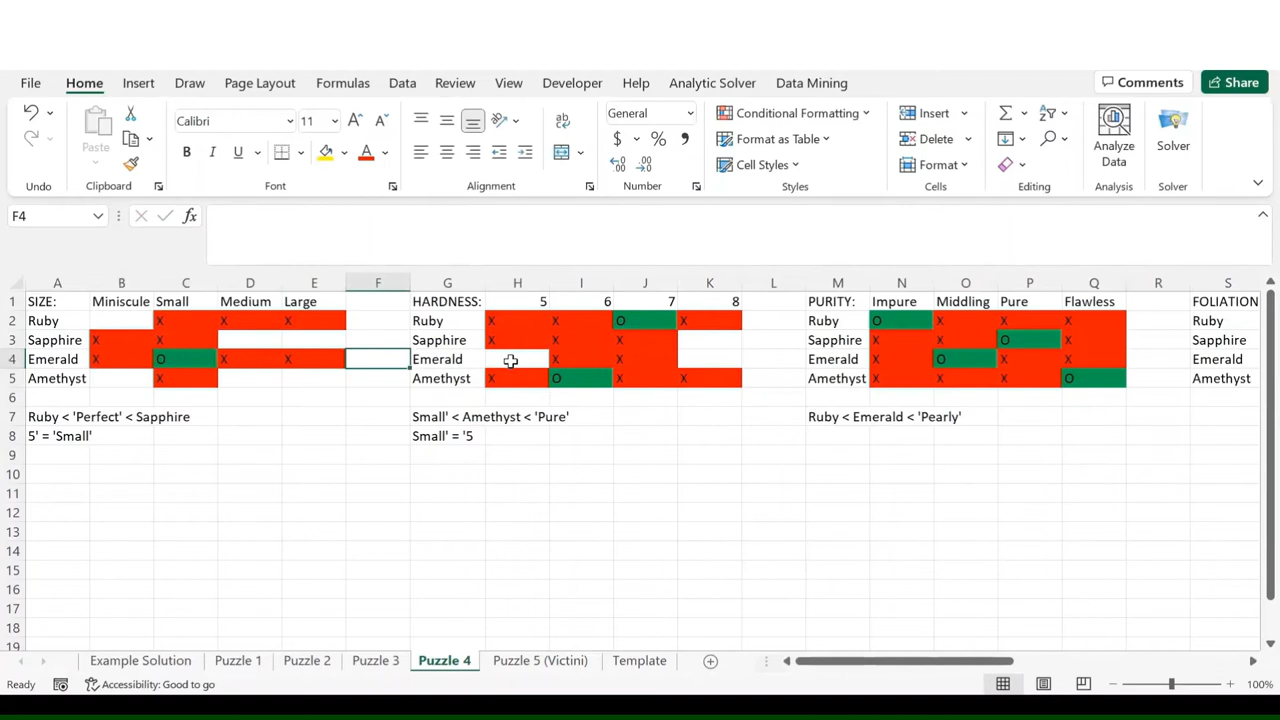 File Home Insert Draw Page Layout Formulas Data Review View Developer Help Analytic Solver Data Mining Comments Share
Calibri 11 A A General Conditional Formatting Insert
Paste B I U A ab $ % , Format as Table Delete Analyze Data Solver
Cell Styles Format
Undo Clipboard Font Alignment Number Styles Cells Editing Analysis Solver
F4 fx
A B C D E F G H I J K L M N O P Q R S
1 SIZE: Miniscule Small Medium Large HARDNESS: 5 6 7 8 PURITY: Impure Middling Pure Flawless FOLIATION
2 Ruby X X X Ruby X X O X Ruby O X X X Ruby
3 Sapphire X X Sapphire X X X Sapphire X X O X Sapphire
4 Emerald X O X X Emerald X X Emerald X O X X Emerald
5 Amethyst X Amethyst X O X X Amethyst X X X O Amethyst
6
7 Ruby < 'Perfect' < Sapphire Small' < Amethyst < 'Pure' Ruby < Emerald < 'Pearly'
8 5' = 'Small' Small' = '5
9
10
11
12
13
14
15
16
17
18
19
Example Solution Puzzle 1 Puzzle 2 Puzzle 3 Puzzle 4 Puzzle 5 (Victini) Template
Ready Accessibility: Good to go 100%